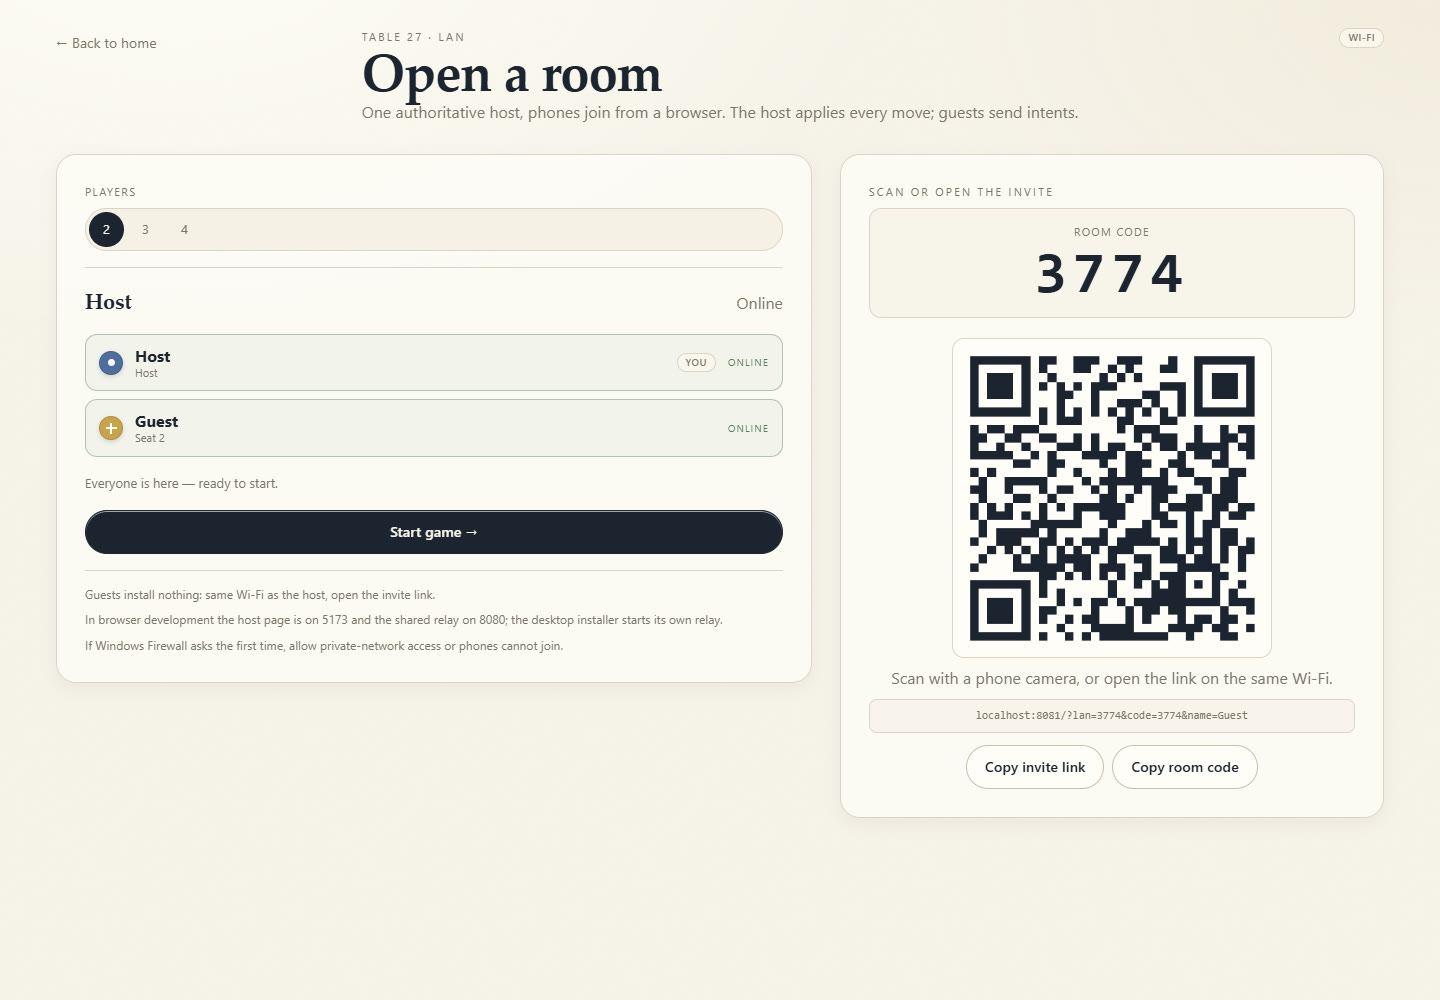 ← Back to home
TABLE 27 · LAN
WI-FI
Open a room
One authoritative host, phones join from a browser. The host applies every move; guests send intents.
PLAYERS
2 3 4
Host
Online
Host
Host
YOU
ONLINE
Guest
Seat 2
ONLINE
Everyone is here — ready to start.
Start game →
Guests install nothing: same Wi-Fi as the host, open the invite link.
In browser development the host page is on 5173 and the shared relay on 8080; the desktop installer starts its own relay.
If Windows Firewall asks the first time, allow private-network access or phones cannot join.
SCAN OR OPEN THE INVITE
ROOM CODE
3774
Scan with a phone camera, or open the link on the same Wi-Fi.
localhost:8081/?lan=3774&code=3774&name=Guest
Copy invite link
Copy room code